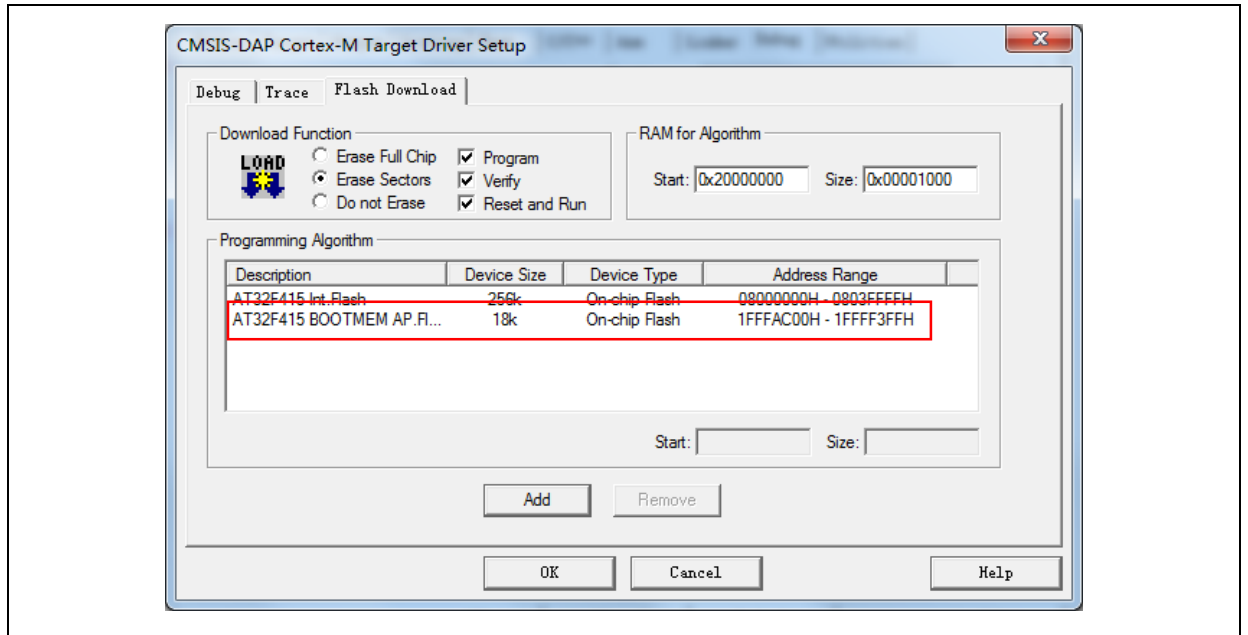 CMSIS-DAP Cortex-M Target Driver Setup
Debug Trace Flash Download
Download Function
LOAD
Erase Full Chip
Erase Sectors
Do not Erase
Program
Verify
Reset and Run
RAM for Algorithm
Start: 0x20000000 Size: 0x00001000
Programming Algorithm
Description Device Size Device Type Address Range
AT32F415 Int.Flash 256k On-chip Flash 08000000H - 0803FFFFH
AT32F415 BOOTMEM AP.Fl... 18k On-chip Flash 1FFFAC00H - 1FFFF3FFH
Start: Size:
Add Remove
OK Cancel Help